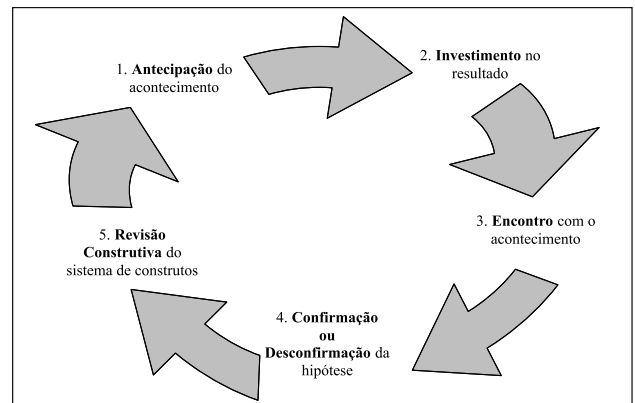 1. Antecipação do
acontecimento
2. Investimento no
resultado
3. Encontro com o
acontecimento
4. Confirmação
ou
Desconfirmação da
hipótese
5. Revisão
Construtiva do
sistema de construtos